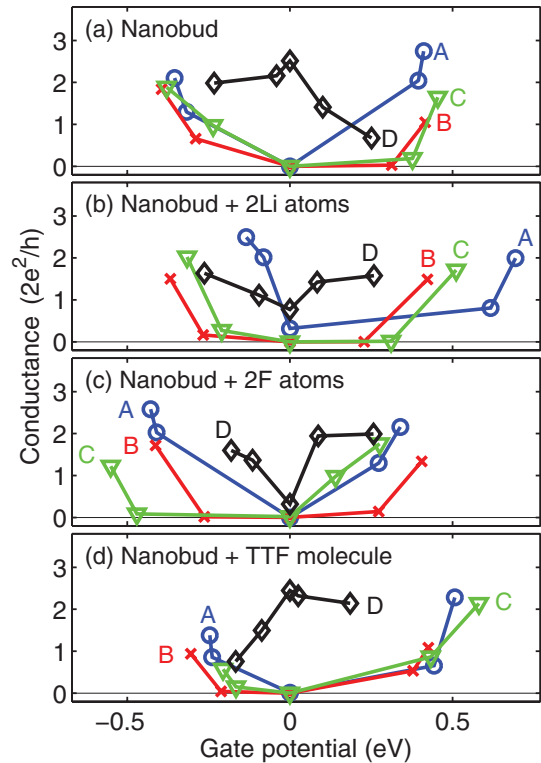 (a) Nanobud
A
C
B
D
3
2
1
0
(b) Nanobud + 2Li atoms
A
D
B
C
3
2
1
0
Conductance (2e²/h)
(c) Nanobud + 2F atoms
A
B
C
D
3
2
1
0
(d) Nanobud + TTF molecule
A
B
D
C
3
2
1
0
−0.5 0 0.5
Gate potential (eV)